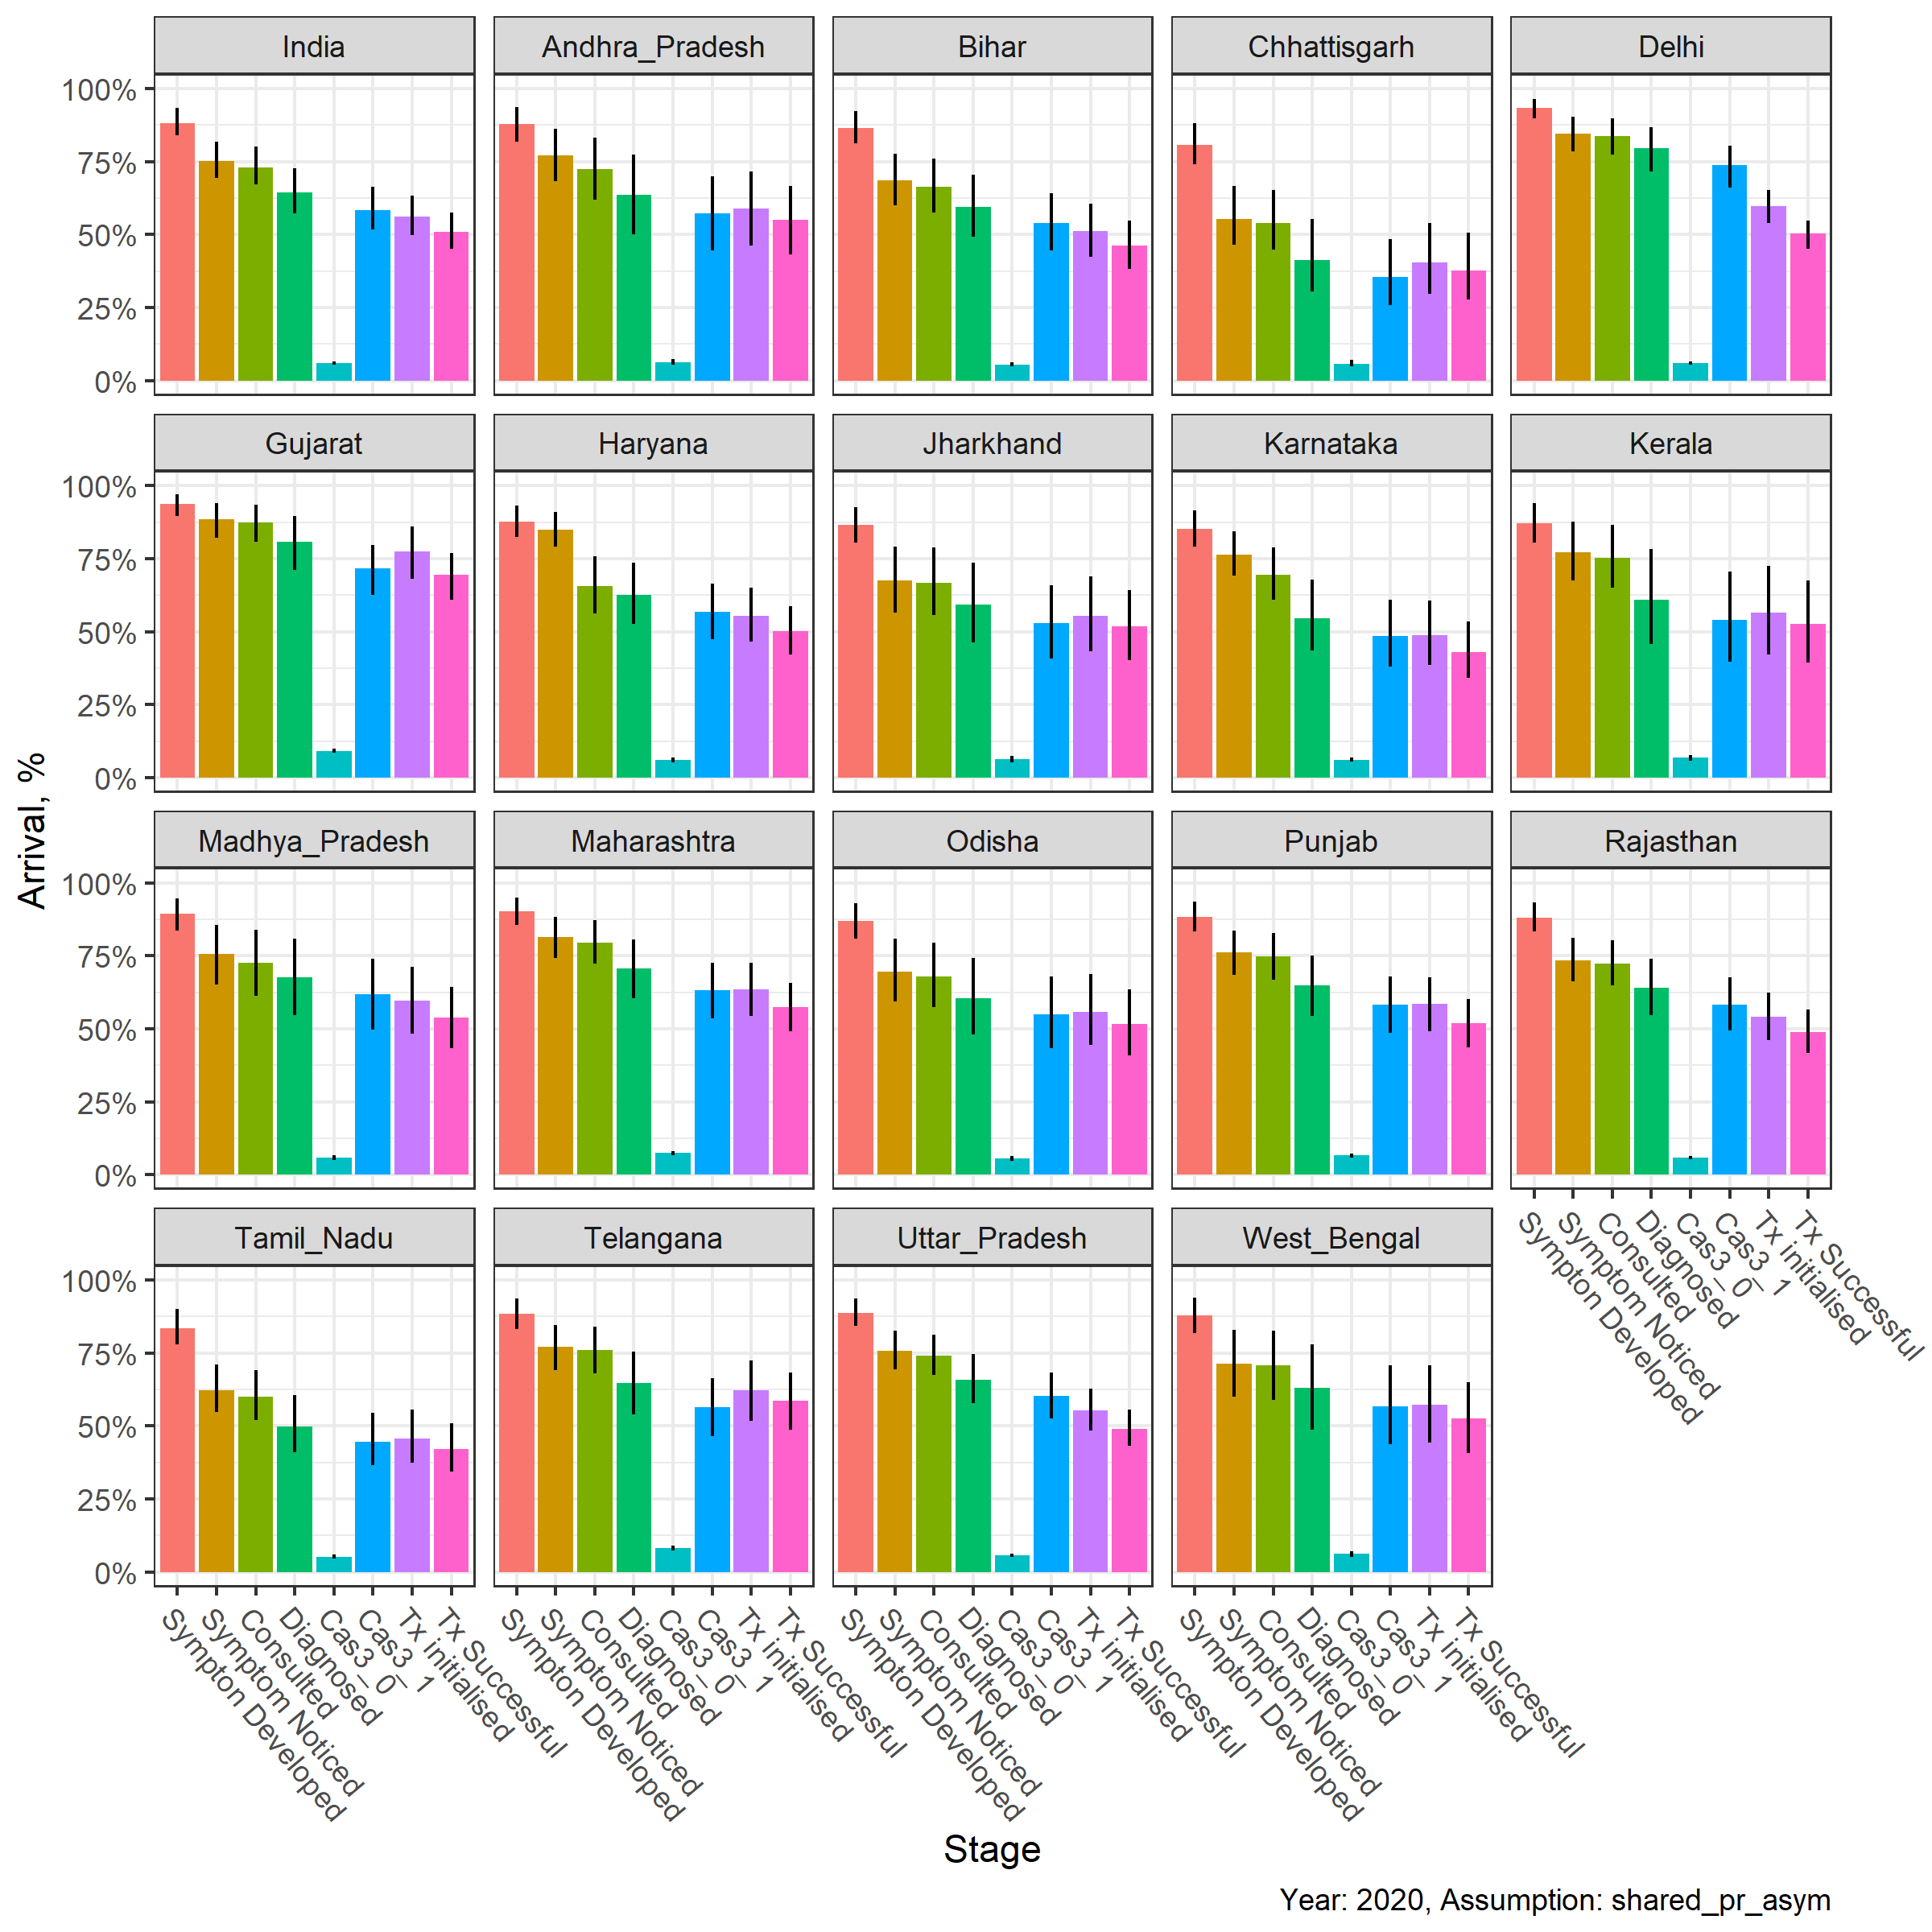 India Andhra_Pradesh Bihar Chhattisgarh Delhi
100%
75%
50%
25%
0%
Gujarat Haryana Jharkhand Karnataka Kerala
100%
75%
50%
25%
0%
Arrival, %
Madhya_Pradesh Maharashtra Odisha Punjab Rajasthan
100%
75%
50%
25%
0%
Sympton Developed
Symptom Noticed
Consulted
Diagnosed
Cas3_0
Cas3_1
Tx initialised
Tx Successful
Tamil_Nadu Telangana Uttar_Pradesh West_Bengal
100%
75%
50%
25%
0%
Sympton Developed
Symptom Noticed
Consulted
Diagnosed
Cas3_0
Cas3_1
Tx initialised
Tx Successful
Sympton Developed
Symptom Noticed
Consulted
Diagnosed
Cas3_0
Cas3_1
Tx initialised
Tx Successful
Sympton Developed
Symptom Noticed
Consulted
Diagnosed
Cas3_0
Cas3_1
Tx initialised
Tx Successful
Sympton Developed
Symptom Noticed
Consulted
Diagnosed
Cas3_0
Cas3_1
Tx initialised
Tx Successful
Stage
Year: 2020, Assumption: shared_pr_asym